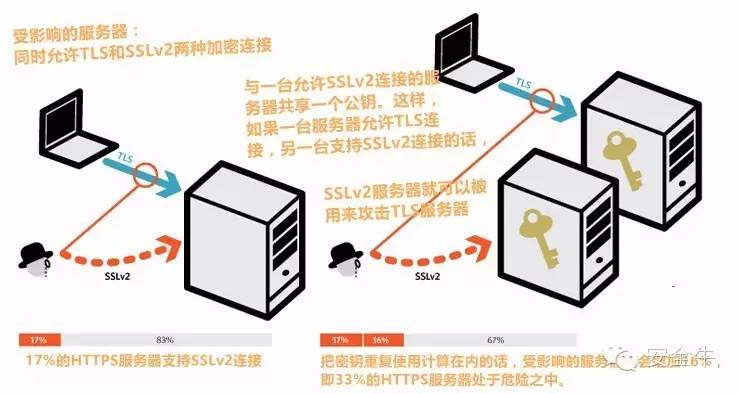 受影响的服务器：
同时允许TLS和SSLv2两种加密连接
TLS
SSLv2
17%
83%
17%的HTTPS服务器支持SSLv2连接
TLS
与一台允许SSLv2连接的服
务器共享一个公钥。这样，
如果一台服务器允许TLS连
接，另一台支持SSLv2连接的话，
SSLv2服务器就可以被
用来攻击TLS服务器
SSLv2
17%
16%
67%
把密钥重复使用计算在内的话，受影响的服务
会
6%，
即33%的HTTPS服务器处于危险之中。
安全牛